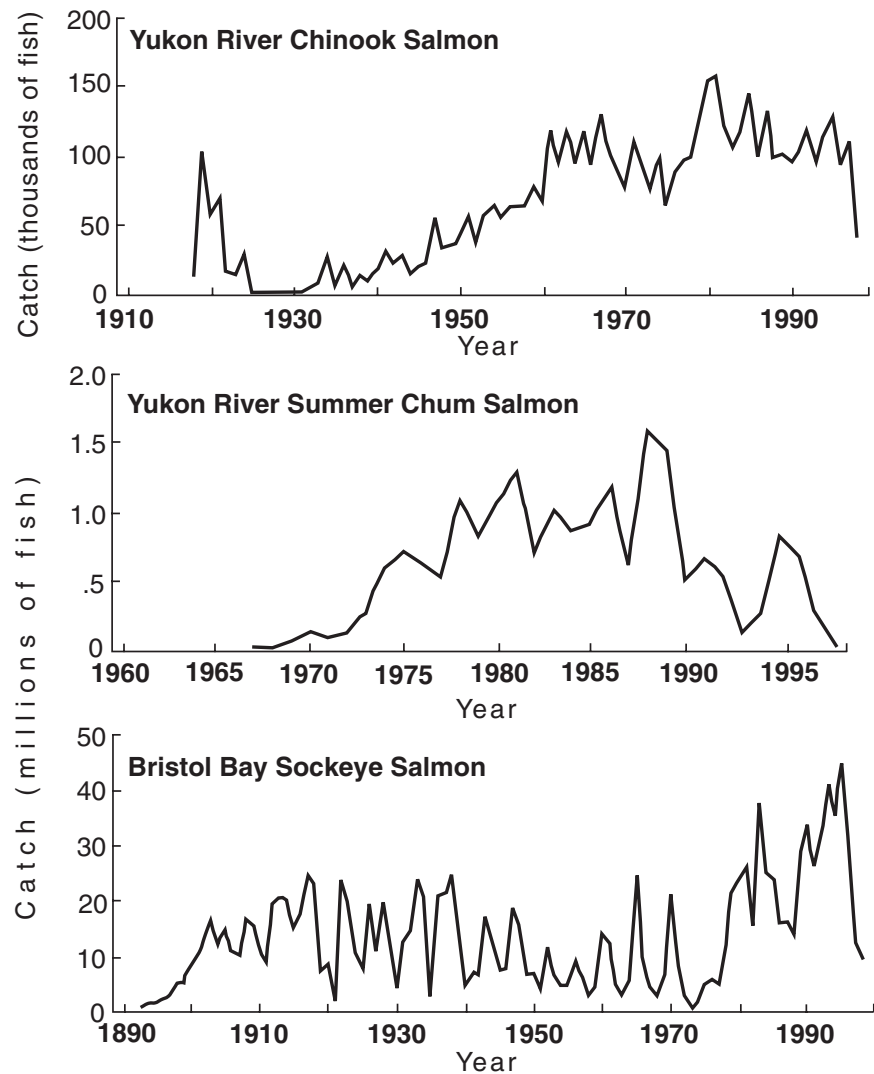 Catch (thousands of fish)
200
150
100
50
0
Yukon River Chinook Salmon
1910 1930 1950 1970 1990
Year
Catch (millions of fish)
2.0
1.5
1.0
.5
0
Yukon River Summer Chum Salmon
1960 1965 1970 1975 1980 1985 1990 1995
Year
50
40
30
20
10
0
Bristol Bay Sockeye Salmon
1890 1910 1930 1950 1970 1990
Year